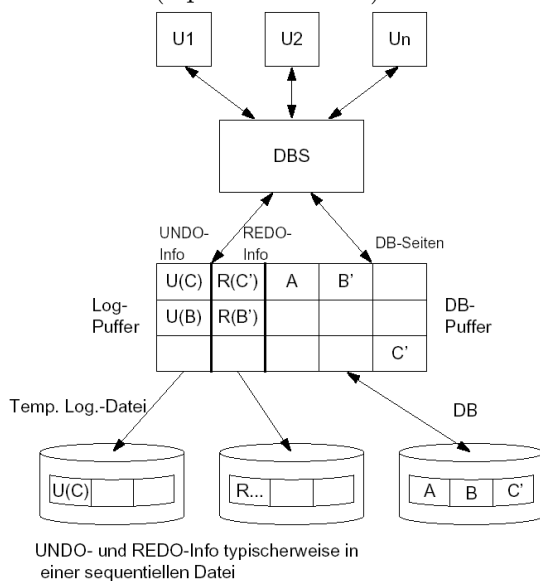 U1 U2 Un
DBS
UNDO-
Info
REDO-
Info
DB-Seiten
Log-
Puffer
U(C) R(C') A B'
U(B) R(B')
C'
DB-
Puffer
Temp. Log.-Datei
DB
U(C)
R...
A B C'
UNDO- und REDO-Info typischerweise in
einer sequentiellen Datei